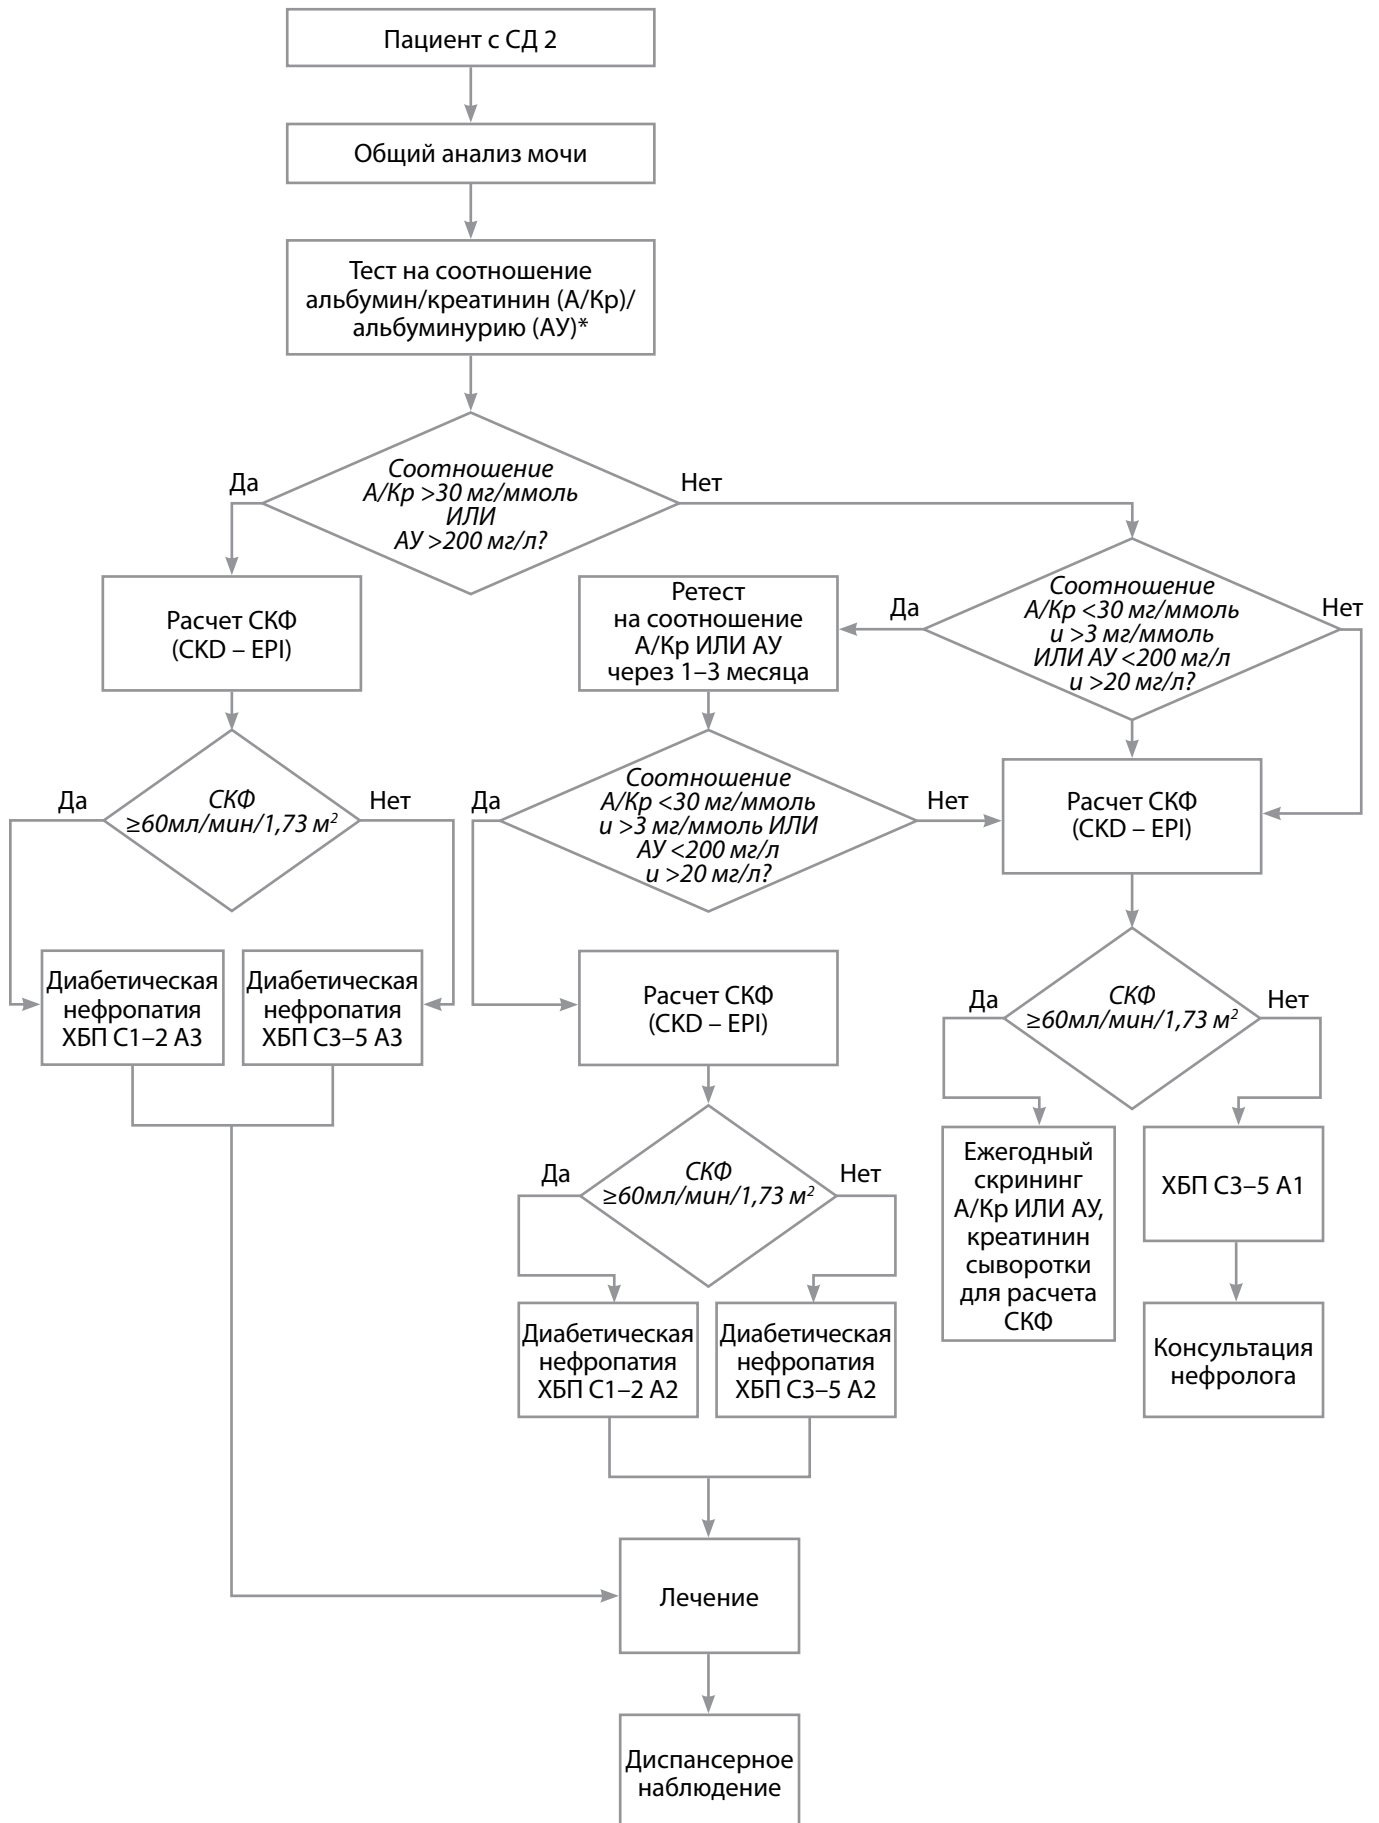 Пациент с СД 2
Общий анализ мочи
Тест на соотношение
альбумин/креатинин (А/Кр)/
альбуминурию (АУ)*
Да
Соотношение
А/Кр >30 мг/ммоль
ИЛИ
АУ >200 мг/л?
Нет
Расчет СКФ
(CKD – EPI)
Ретест
на соотношение
А/Кр ИЛИ АУ
через 1–3 месяца
Да
Соотношение
А/Кр <30 мг/ммоль
и >3 мг/ммоль
ИЛИ АУ <200 мг/л
и >20 мг/л?
Нет
Да
СКФ
≥60мл/мин/1,73 м²
Нет
Да
Соотношение
А/Кр <30 мг/ммоль
и >3 мг/ммоль ИЛИ
АУ <200 мг/л
и >20 мг/л?
Нет
Расчет СКФ
(CKD – EPI)
Диабетическая
нефропатия
ХБП С1–2 А3
Диабетическая
нефропатия
ХБП С3–5 А3
Расчет СКФ
(CKD – EPI)
Да
СКФ
≥60мл/мин/1,73 м²
Нет
Да
СКФ
≥60мл/мин/1,73 м²
Нет
Ежегодный
скрининг
А/Кр ИЛИ АУ,
креатинин
сыворотки
для расчета
СКФ
ХБП С3–5 А1
Диабетическая
нефропатия
ХБП С1–2 А2
Диабетическая
нефропатия
ХБП С3–5 А2
Консультация
нефролога
Лечение
Диспансерное
наблюдение